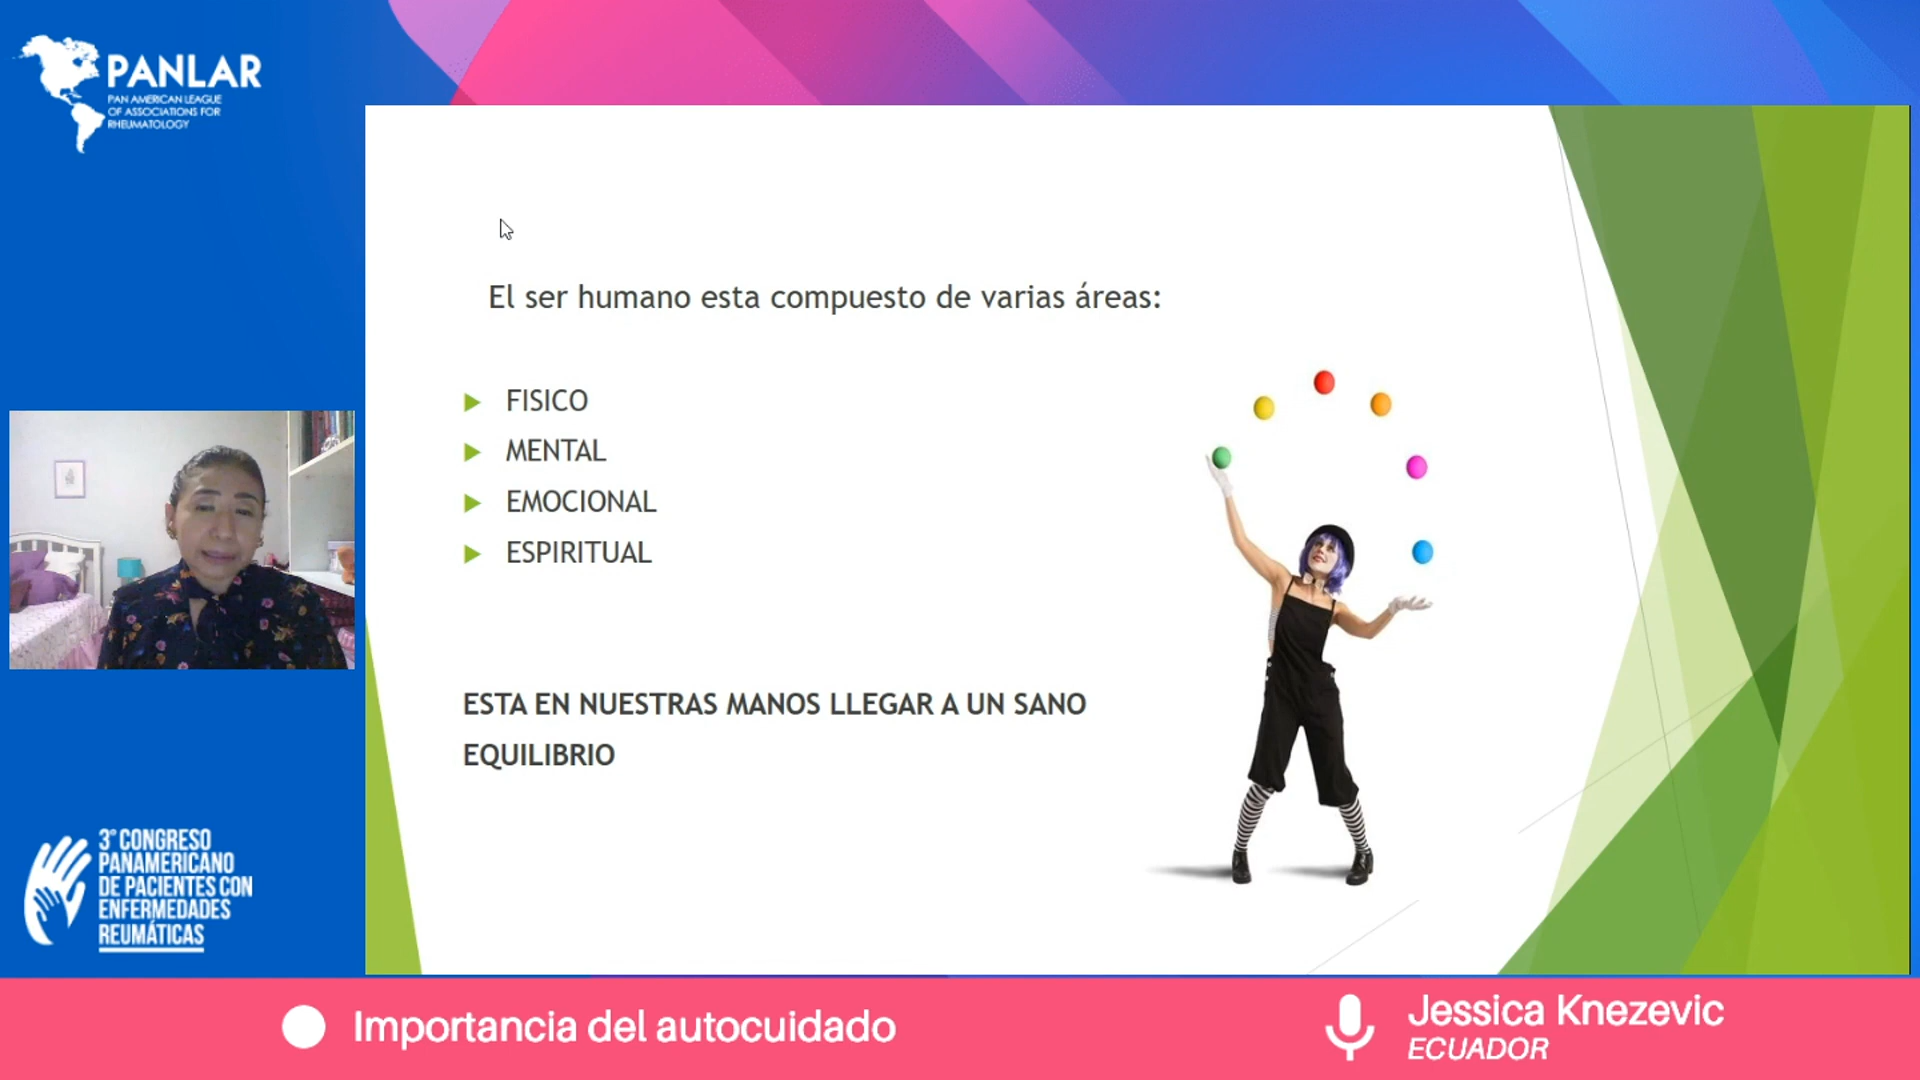 PANLAR
PAN AMERICAN LEAGUE
OF ASSOCIATIONS FOR
RHEUMATOLOGY
El ser humano esta compuesto de varias áreas:
FISICO
MENTAL
EMOCIONAL
ESPIRITUAL
ESTA EN NUESTRAS MANOS LLEGAR A UN SANO
EQUILIBRIO
3° CONGRESO
PANAMERICANO
DE PACIENTES CON
ENFERMEDADES
REUMÁTICAS
Importancia del autocuidado
Jessica Knezevic
ECUADOR